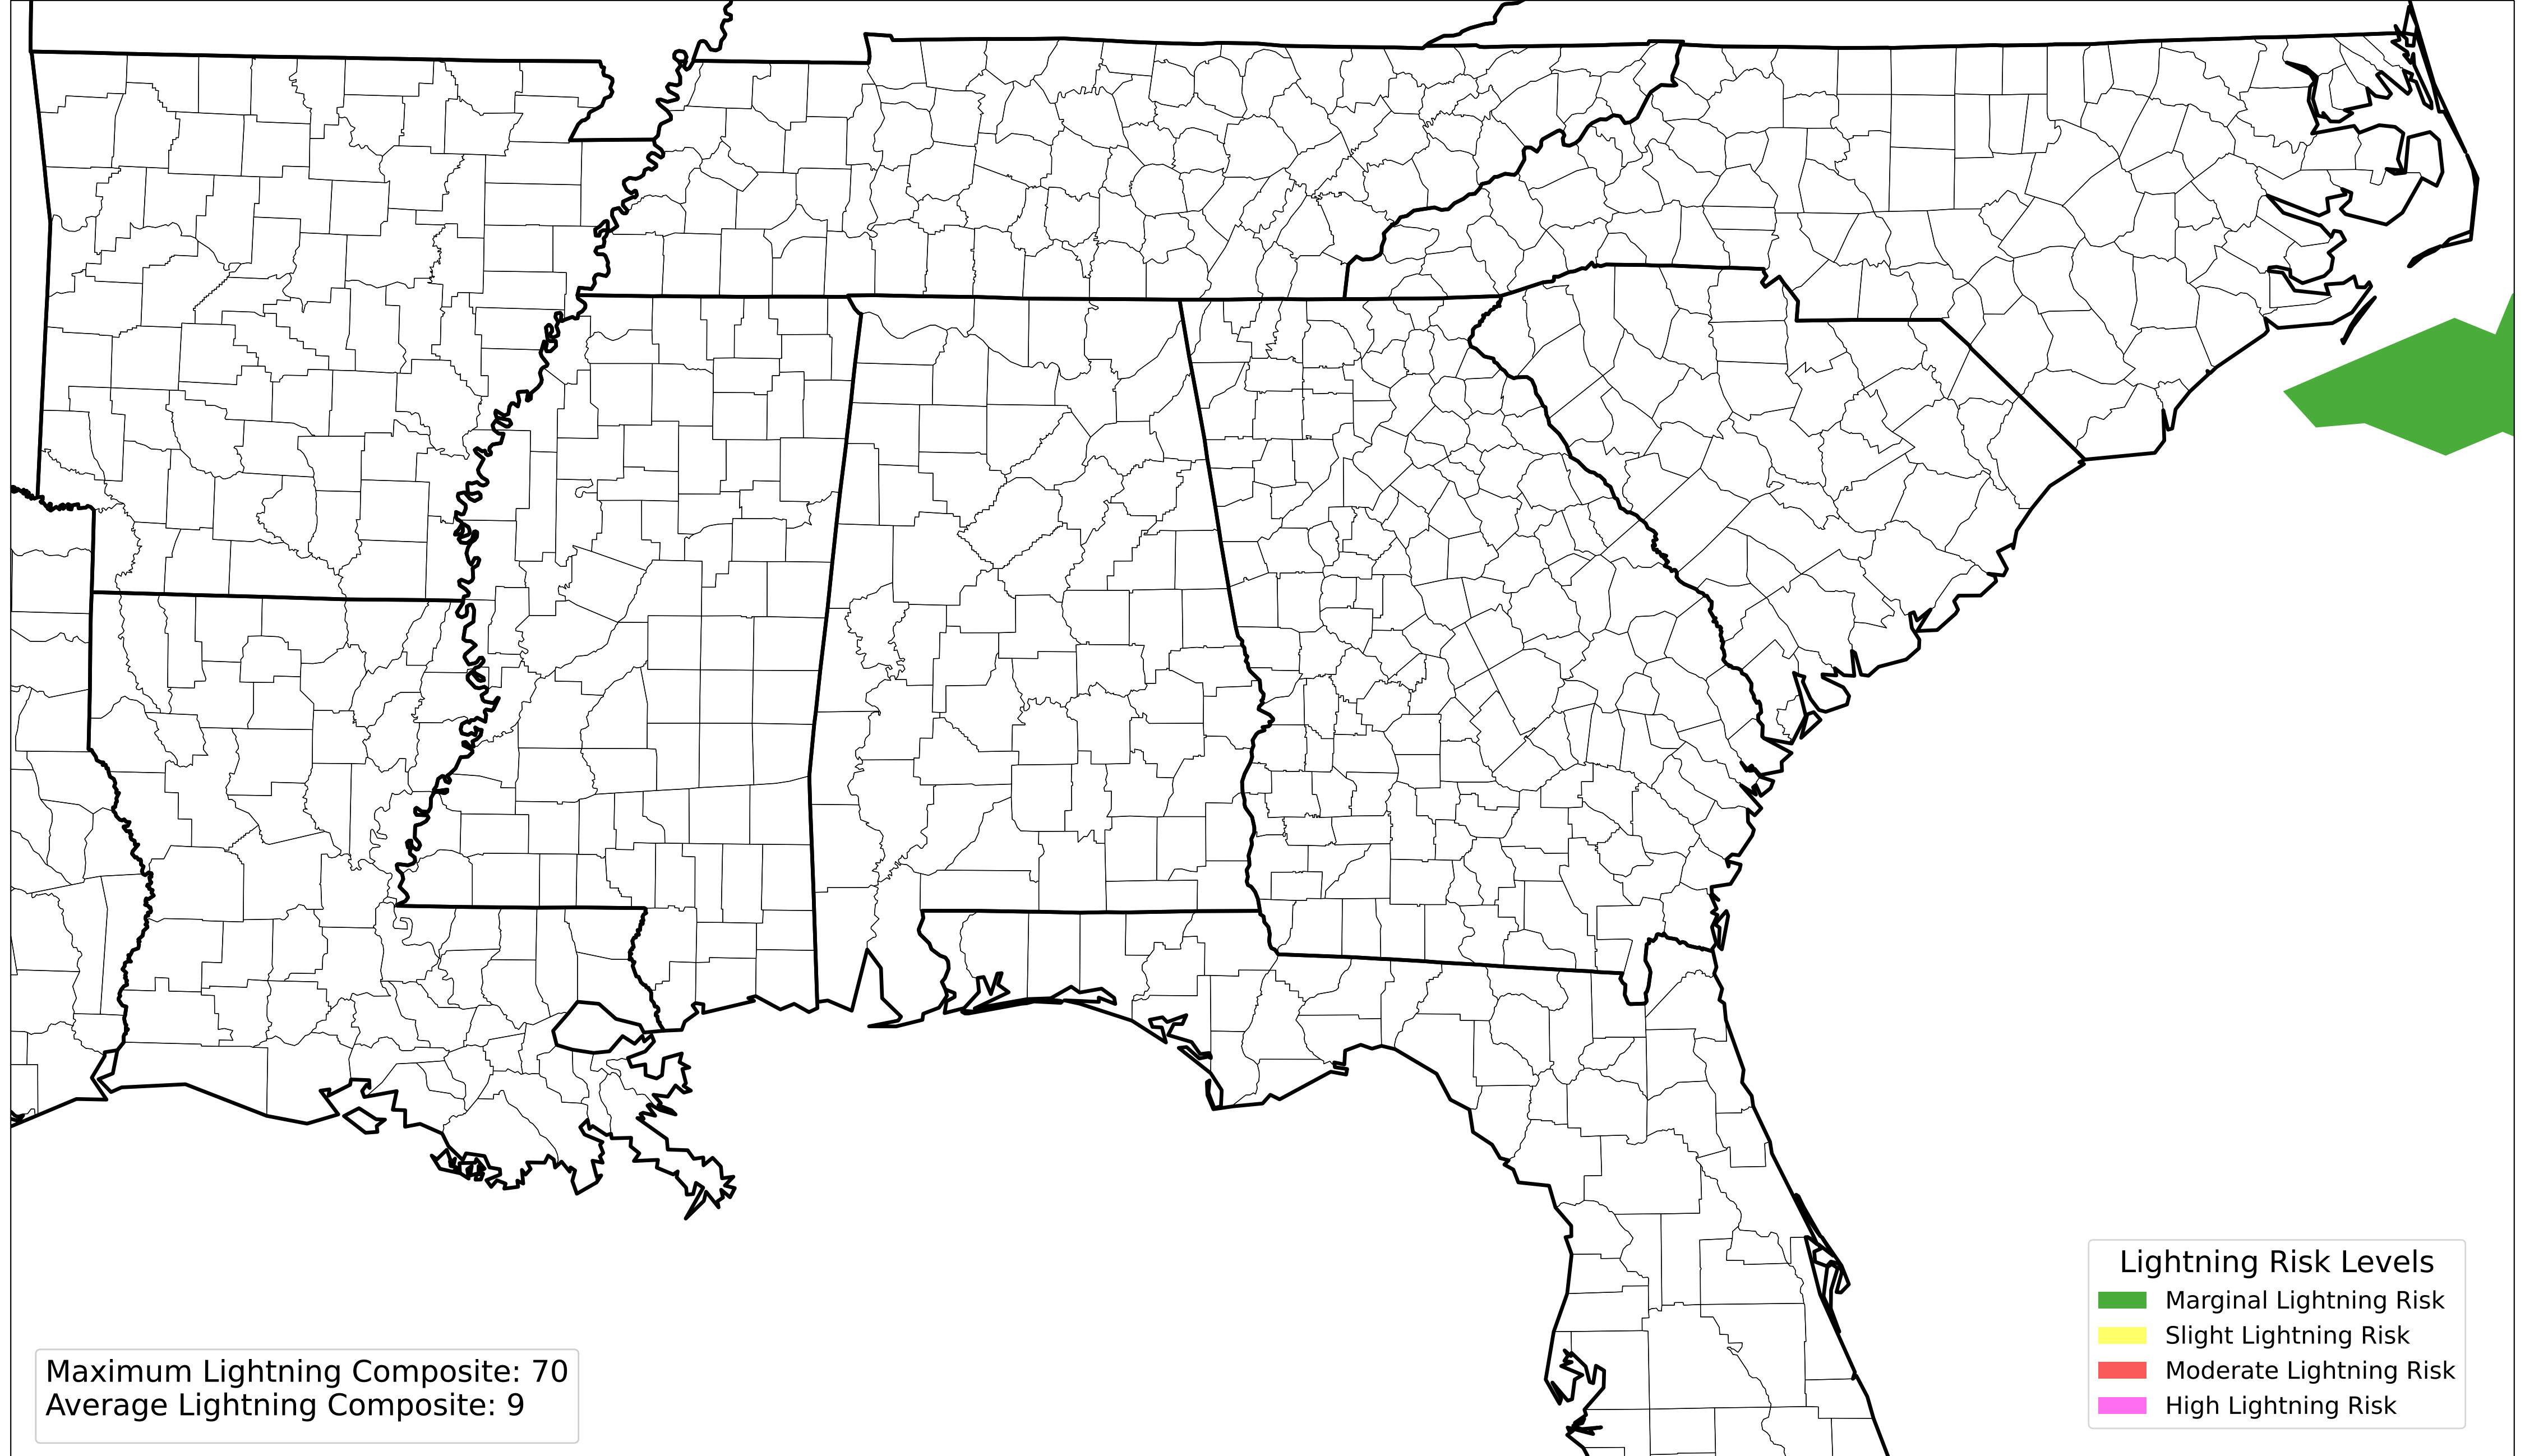 Lightning Risk Levels
Marginal Lightning Risk
Slight Lightning Risk
Moderate Lightning Risk
High Lightning Risk
Maximum Lightning Composite: 70
Average Lightning Composite: 9